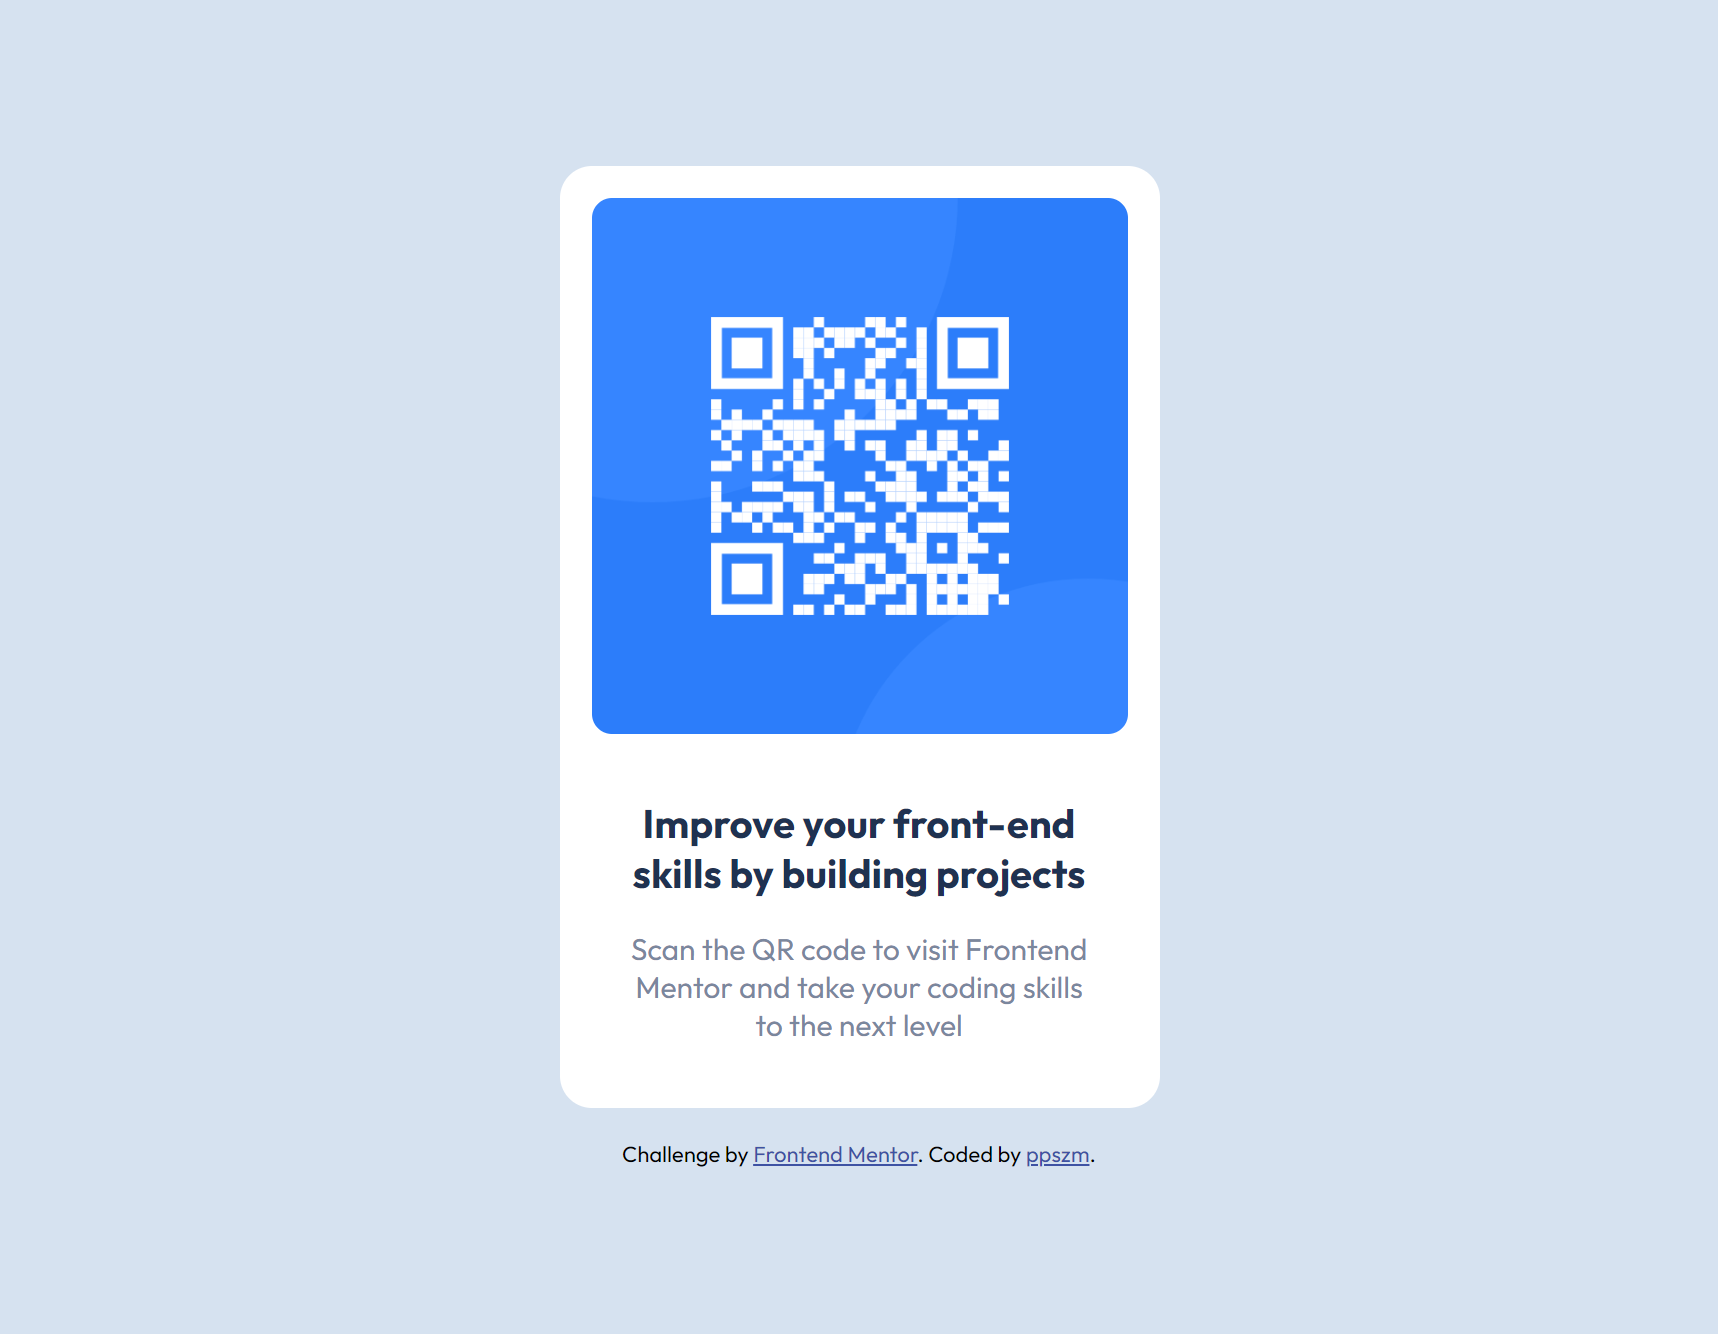 Improve your front-end
skills by building projects
Scan the QR code to visit Frontend
Mentor and take your coding skills
to the next level
Challenge by Frontend Mentor. Coded by ppszm.